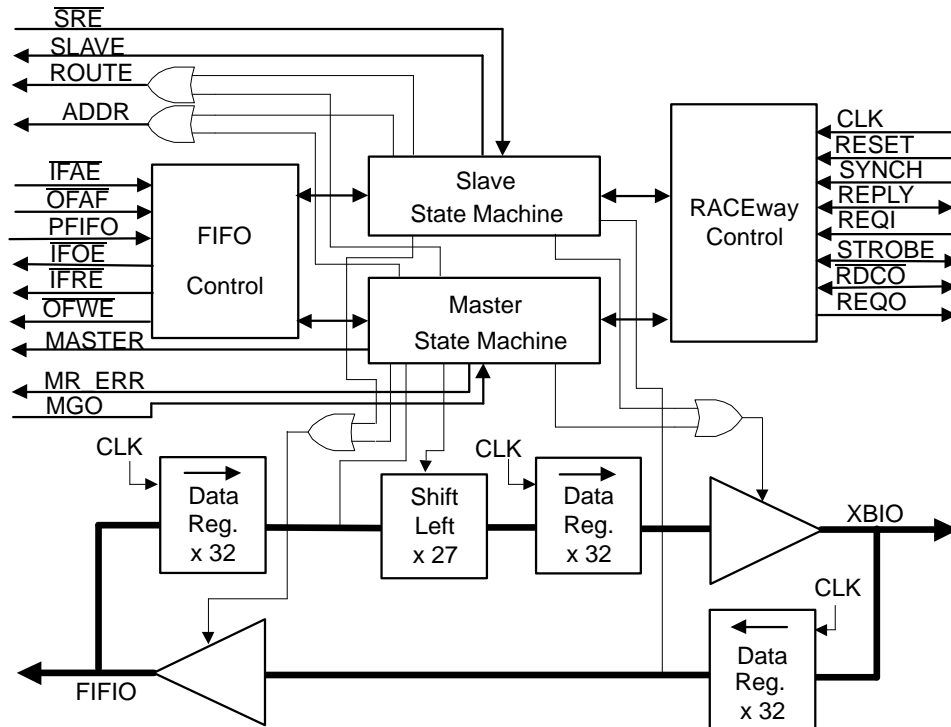 SRE
SLAVE
ROUTE
ADDR
IFAE
OFAF
PFIFO
IFOE
IFRE
OFWE
MASTER
MR_ERR
MGO
FIFO
Control
Slave
State Machine
Master
State Machine
RACEway
Control
CLK
RESET
SYNCH
REPLY
REQI
STROBE
RDCO
REQO
CLK
Data
Reg.
x 32
Shift
Left
x 27
CLK
Data
Reg.
x 32
XBIO
CLK
Data
Reg.
x 32
FIFIO